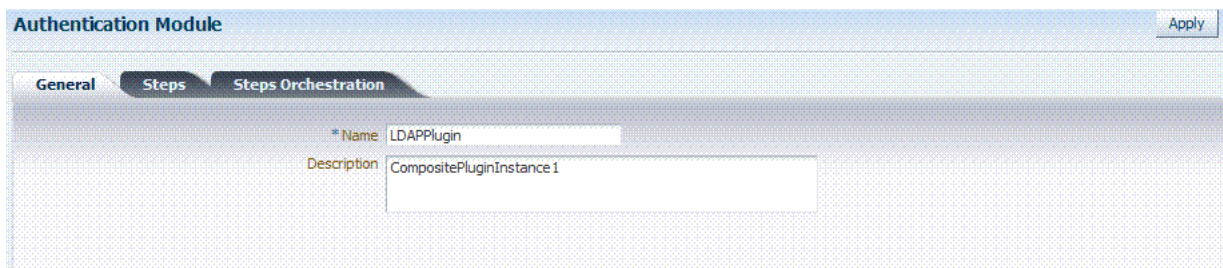 Authentication Module
Apply
General Steps Steps Orchestration
* Name LDAPPlugin
Description CompositePluginInstance1